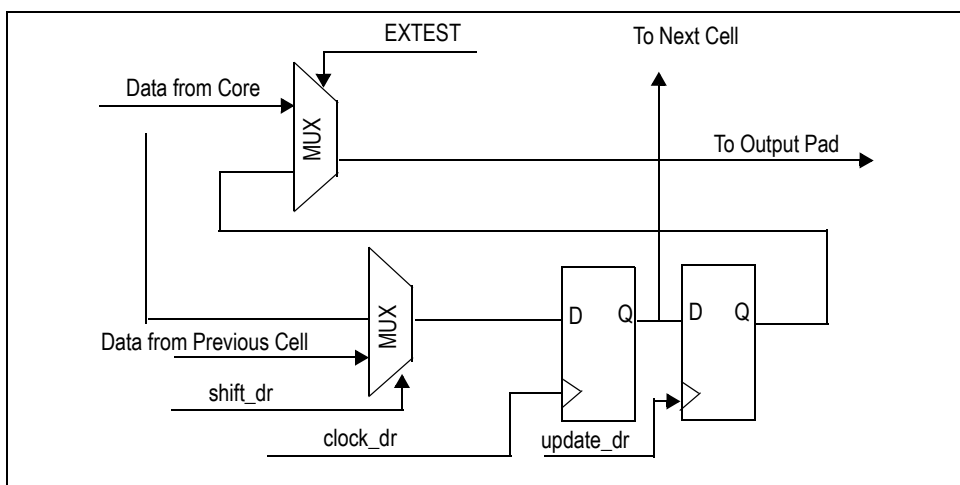 EXTEST
To Next Cell
Data from Core
MUX
To Output Pad
MUX
D Q
D Q
Data from Previous Cell
shift_dr
clock_dr
update_dr